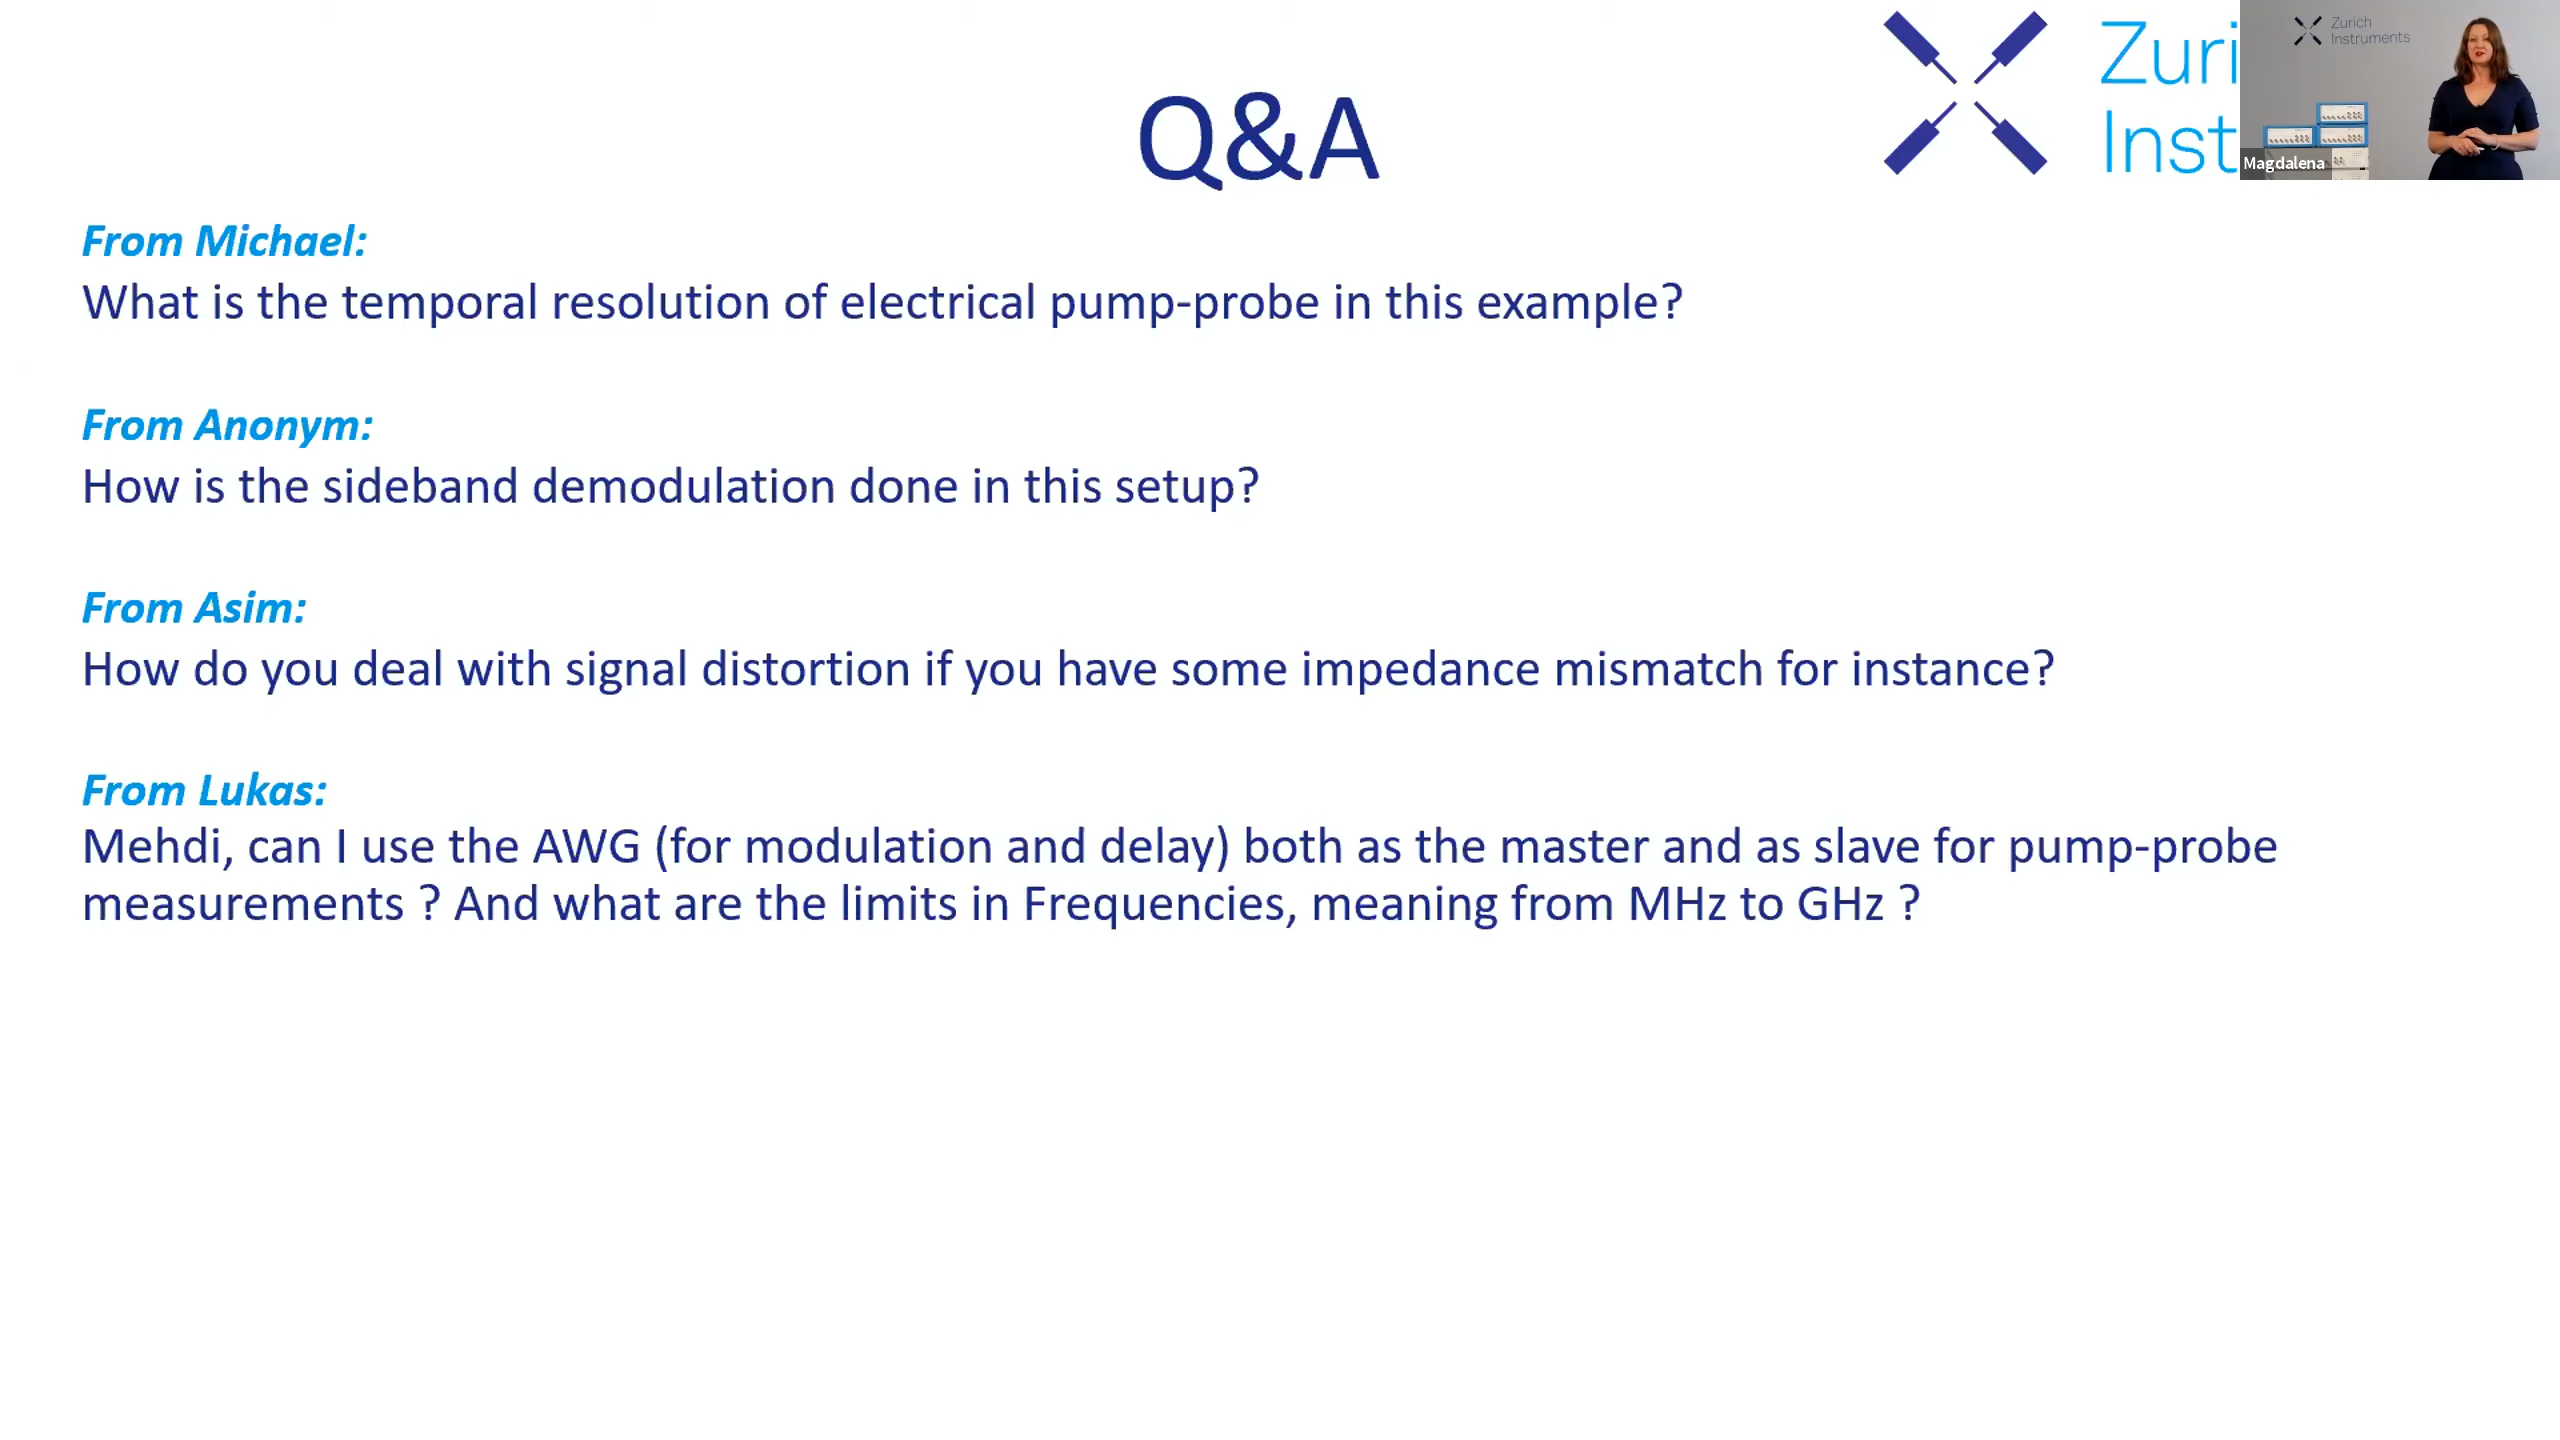 Q&A
Zuri
Inst
Zurich
Instruments
Magdalena
From Michael:
What is the temporal resolution of electrical pump-probe in this example?
From Anonym:
How is the sideband demodulation done in this setup?
From Asim:
How do you deal with signal distortion if you have some impedance mismatch for instance?
From Lukas:
Mehdi, can I use the AWG (for modulation and delay) both as the master and as slave for pump-probe
measurements ? And what are the limits in Frequencies, meaning from MHz to GHz ?